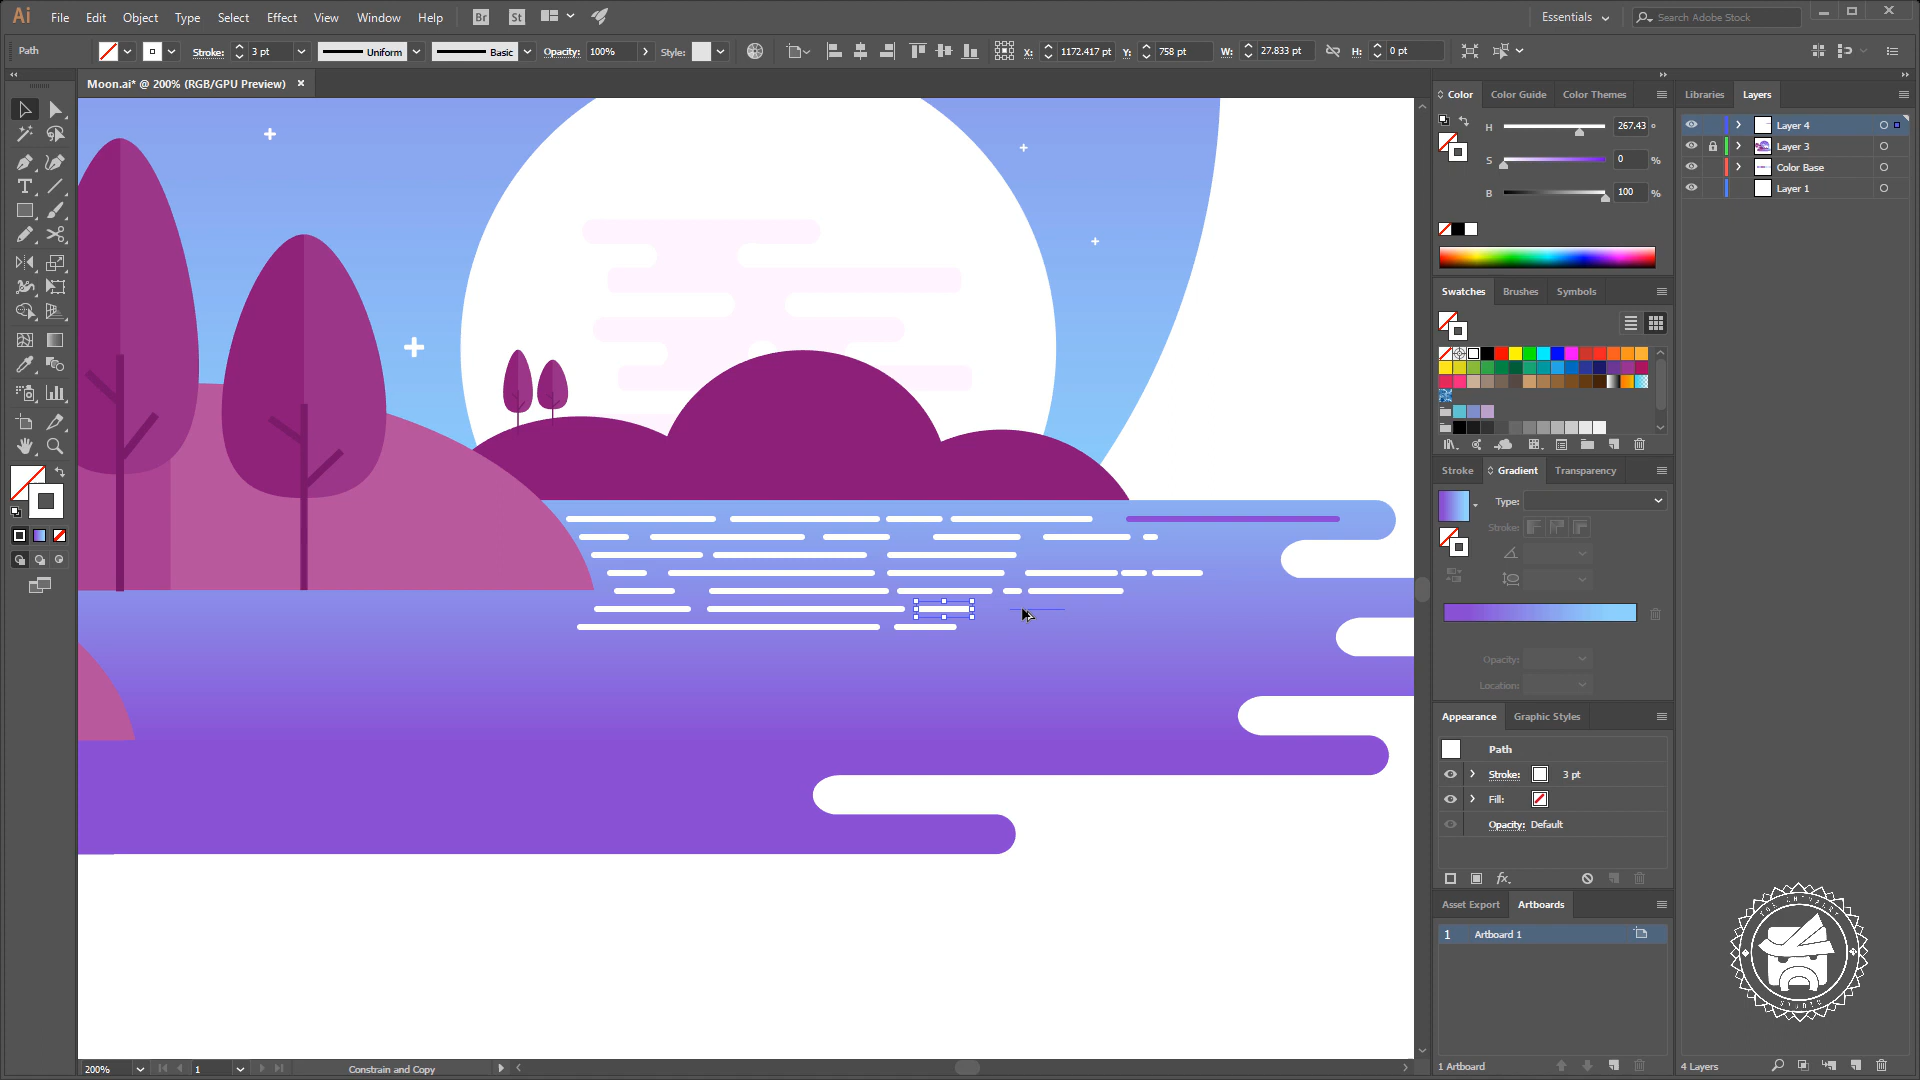 Ai File Edit Object Type Select Effect View Window Help Br St Essentials Search Adobe Stock
Path Stroke: 3 pt Uniform Basic Opacity: 100% Style: X: 1172.417 pt Y: 758 pt W: 27.833 pt H: 0 pt
Moon.ai* @ 200% (RGB/GPU Preview)
Color Color Guide Color Themes
H 267.43 °
S 0 %
B 100 %
Swatches Brushes Symbols
Stroke Gradient Transparency
Type:
Stroke:
Opacity:
Location:
Appearance Graphic Styles
Path
Stroke: 3 pt
Fill:
Opacity: Default
fx
Asset Export Artboards
1 Artboard 1
1 Artboard
Libraries Layers
Layer 4
Layer 3
Color Base
Layer 1
4 Layers
200% 1 Constrain and Copy